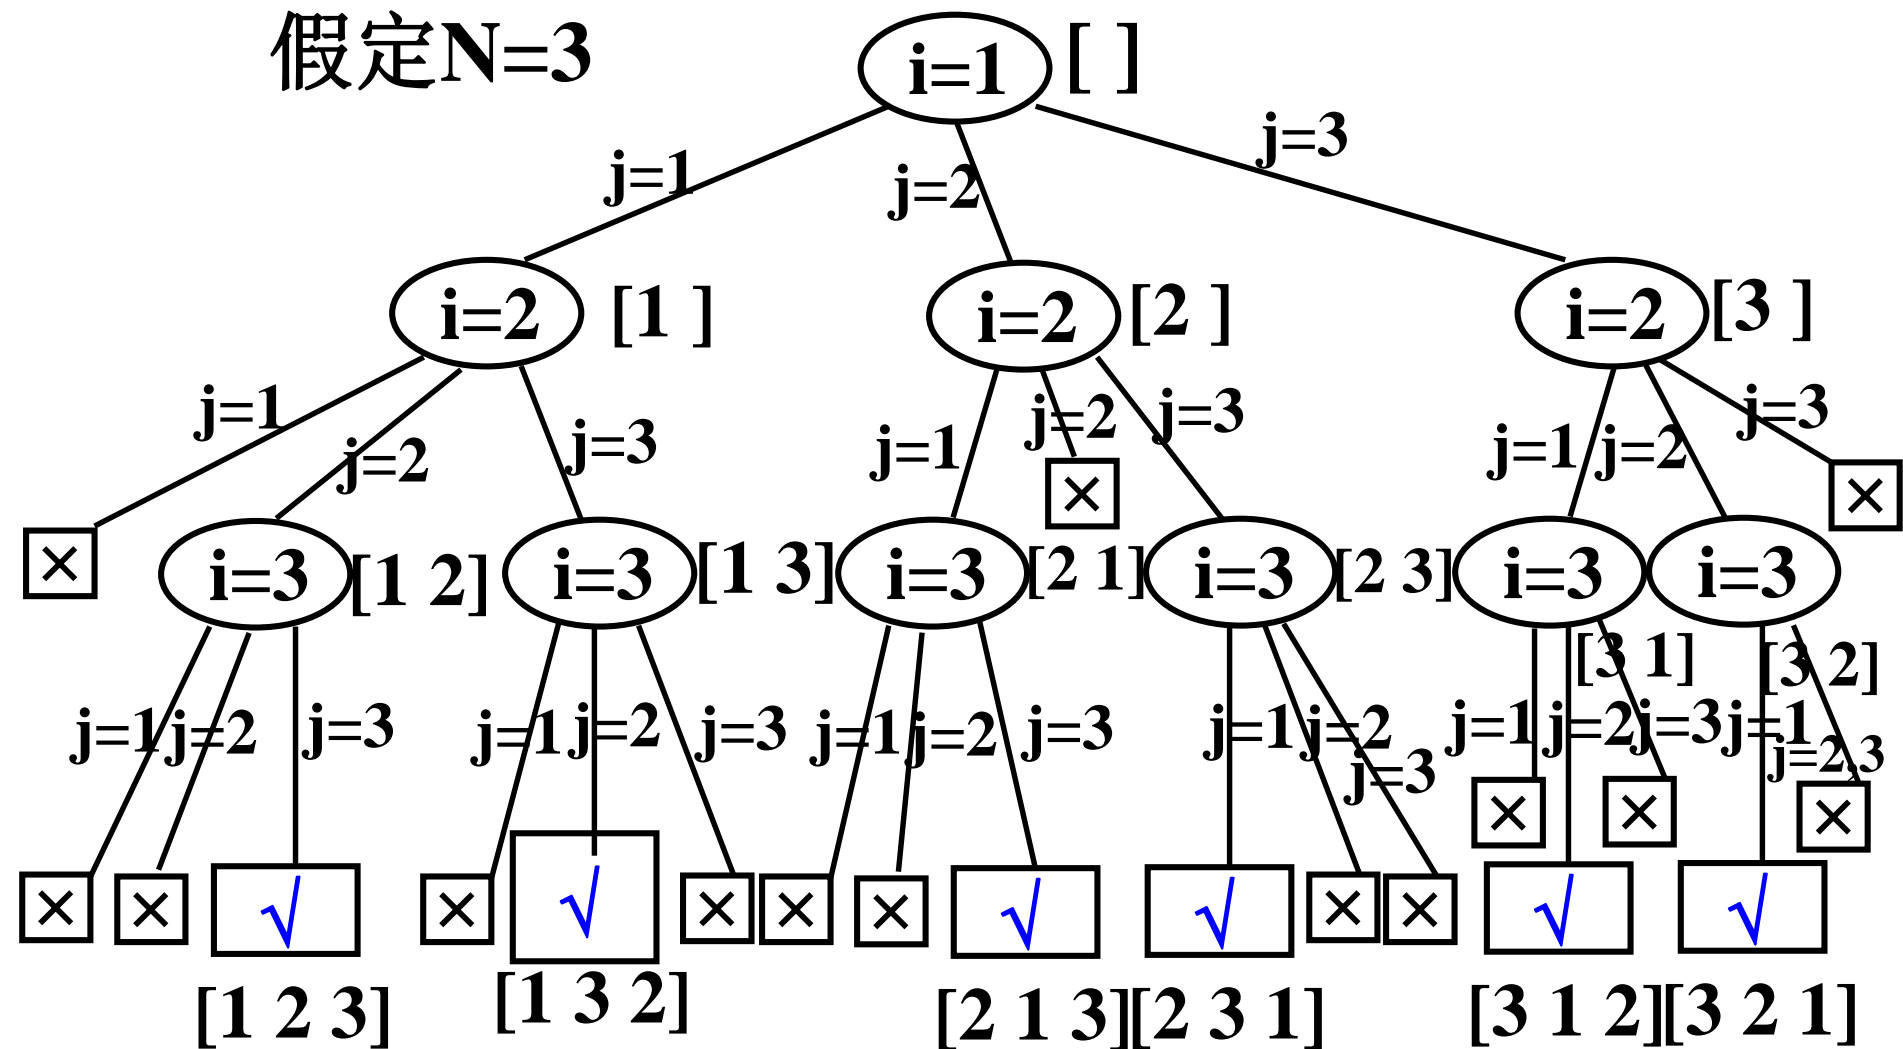 假定N=3
i=1 [ ]
j=1 j=2 j=3
i=2 [1 ] i=2 [2 ] i=2 [3 ]
j=1 j=2 j=3 j=1 j=2 j=3 j=1 j=2 j=3
× × ×
i=3 [1 2] i=3 [1 3] i=3 [2 1] i=3 [2 3] i=3 [3 1] i=3 [3 2]
j=1 j=2 j=3 j=1 j=2 j=3 j=1 j=2 j=3 j=1 j=2 j=3 j=1 j=2 j=3 j=1 j=2,3
× × √ × √ × × × √ √ × × × √ × √ ×
[1 2 3] [1 3 2] [2 1 3] [2 3 1] [3 1 2] [3 2 1]